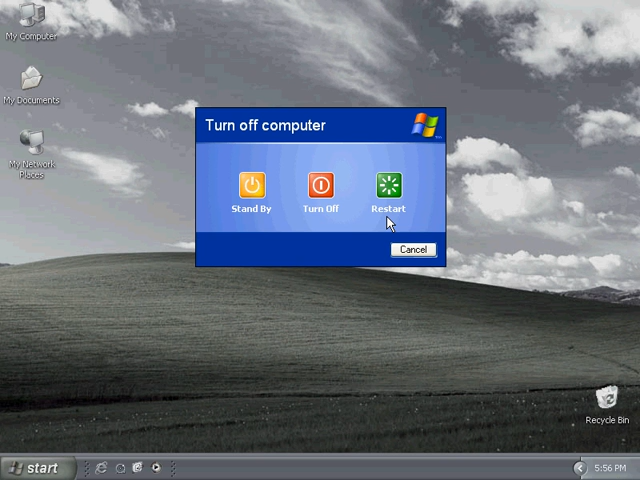 My Computer
My Documents
My Network
Places
Turn off computer
Stand By
Turn Off
Restart
Cancel
Recycle Bin
start
5:56 PM